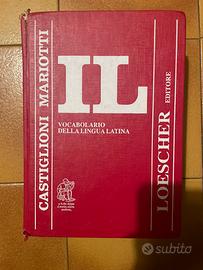 CASTIGLIONI MARIOTTI
IL
VOCABOLARIO
DELLA LINGUA LATINA
LOESCHER
EDITORE
subito